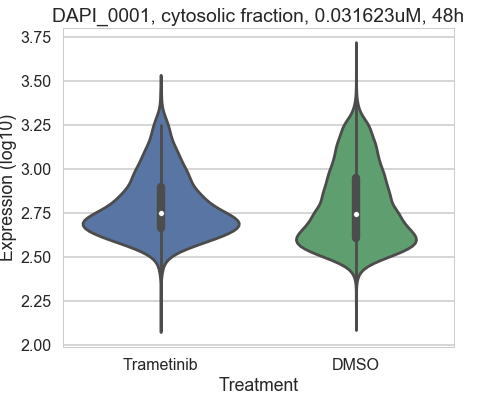 DAPI_0001, cytosolic fraction, 0.031623uM, 48h
3.75
3.50
3.25
3.00
2.75
2.50
2.25
2.00
Expression (log10)
Trametinib DMSO
Treatment